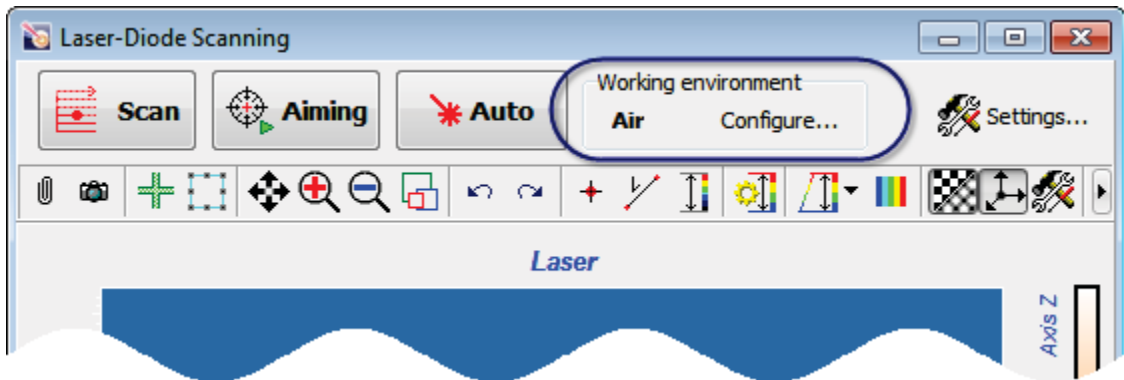 Laser-Diode Scanning
Scan Aiming Auto Working environment Settings...
Air Configure...
Laser
Axis Z